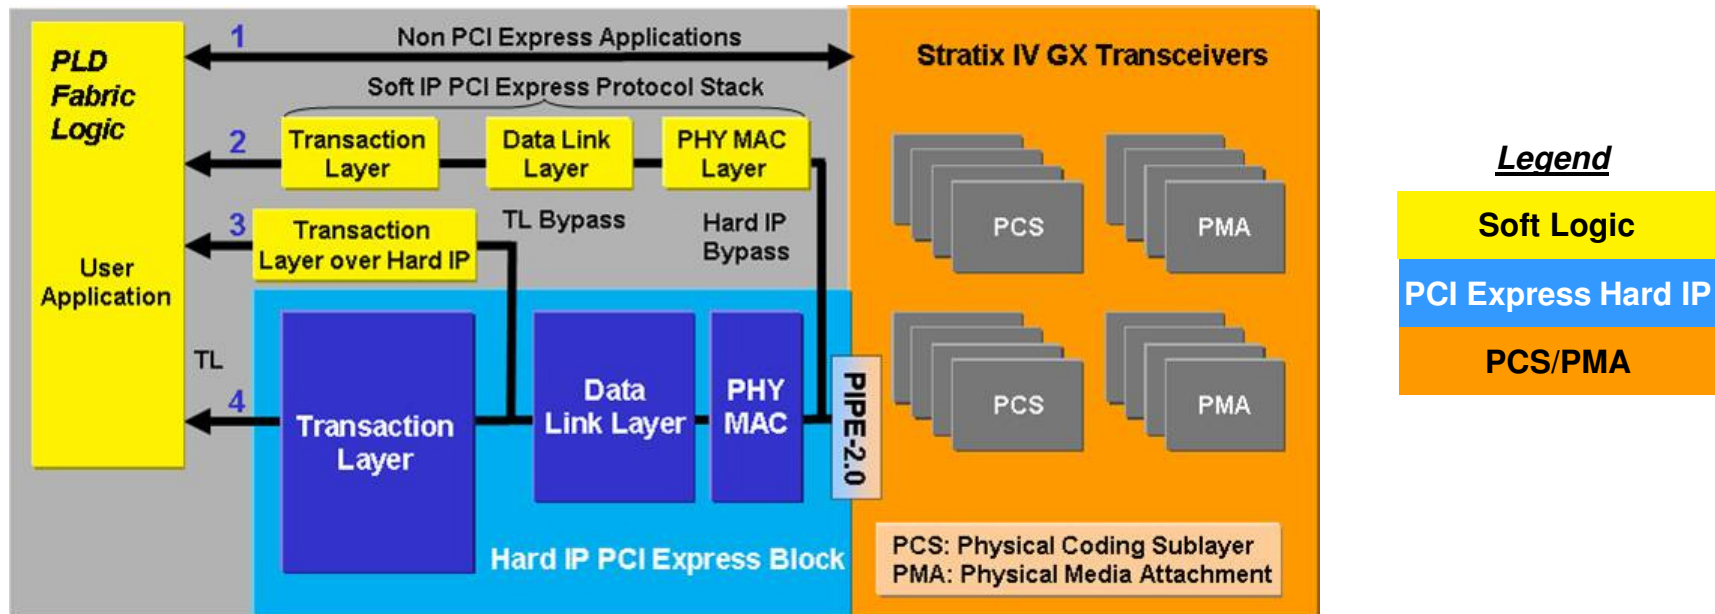 PLD
Fabric
Logic
User
Application
1
Non PCI Express Applications
Soft IP PCI Express Protocol Stack
2
Transaction
Layer
Data Link
Layer
PHY MAC
Layer
3
Transaction
Layer over Hard IP
TL Bypass
Hard IP
Bypass
TL
4
Transaction
Layer
Data
Link Layer
PHY
MAC
PIPE-2.0
Hard IP PCI Express Block
Stratix IV GX Transceivers
PCS
PMA
PCS
PMA
PCS: Physical Coding Sublayer
PMA: Physical Media Attachment
Legend
Soft Logic
PCI Express Hard IP
PCS/PMA